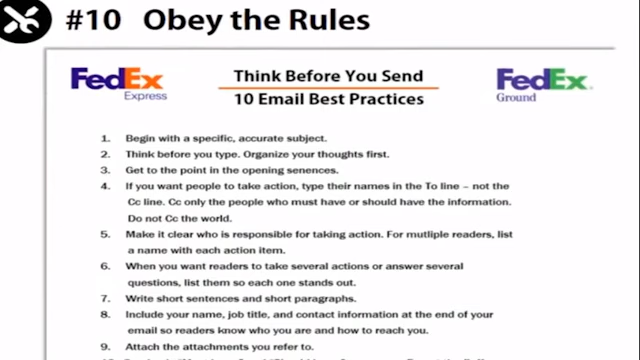 #10 Obey the Rules
FedEx
Express
Think Before You Send
10 Email Best Practices
FedEx
Ground
1. Begin with a specific, accurate subject.
2. Think before you type. Organize your thoughts first.
3. Get to the point in the opening senences.
4. If you want people to take action, type their names in the To line – not the
Cc line. Cc only the people who must have or should have the information.
Do not Cc the world.
5. Make it clear who is responsible for taking action. For mutliple readers, list
a name with each action item.
6. When you want readers to take several actions or answer several
questions, list them so each one stands out.
7. Write short sentences and short paragraphs.
8. Include your name, job title, and contact information at the end of your
email so readers know who you are and how to reach you.
9. Attach the attachments you refer to.